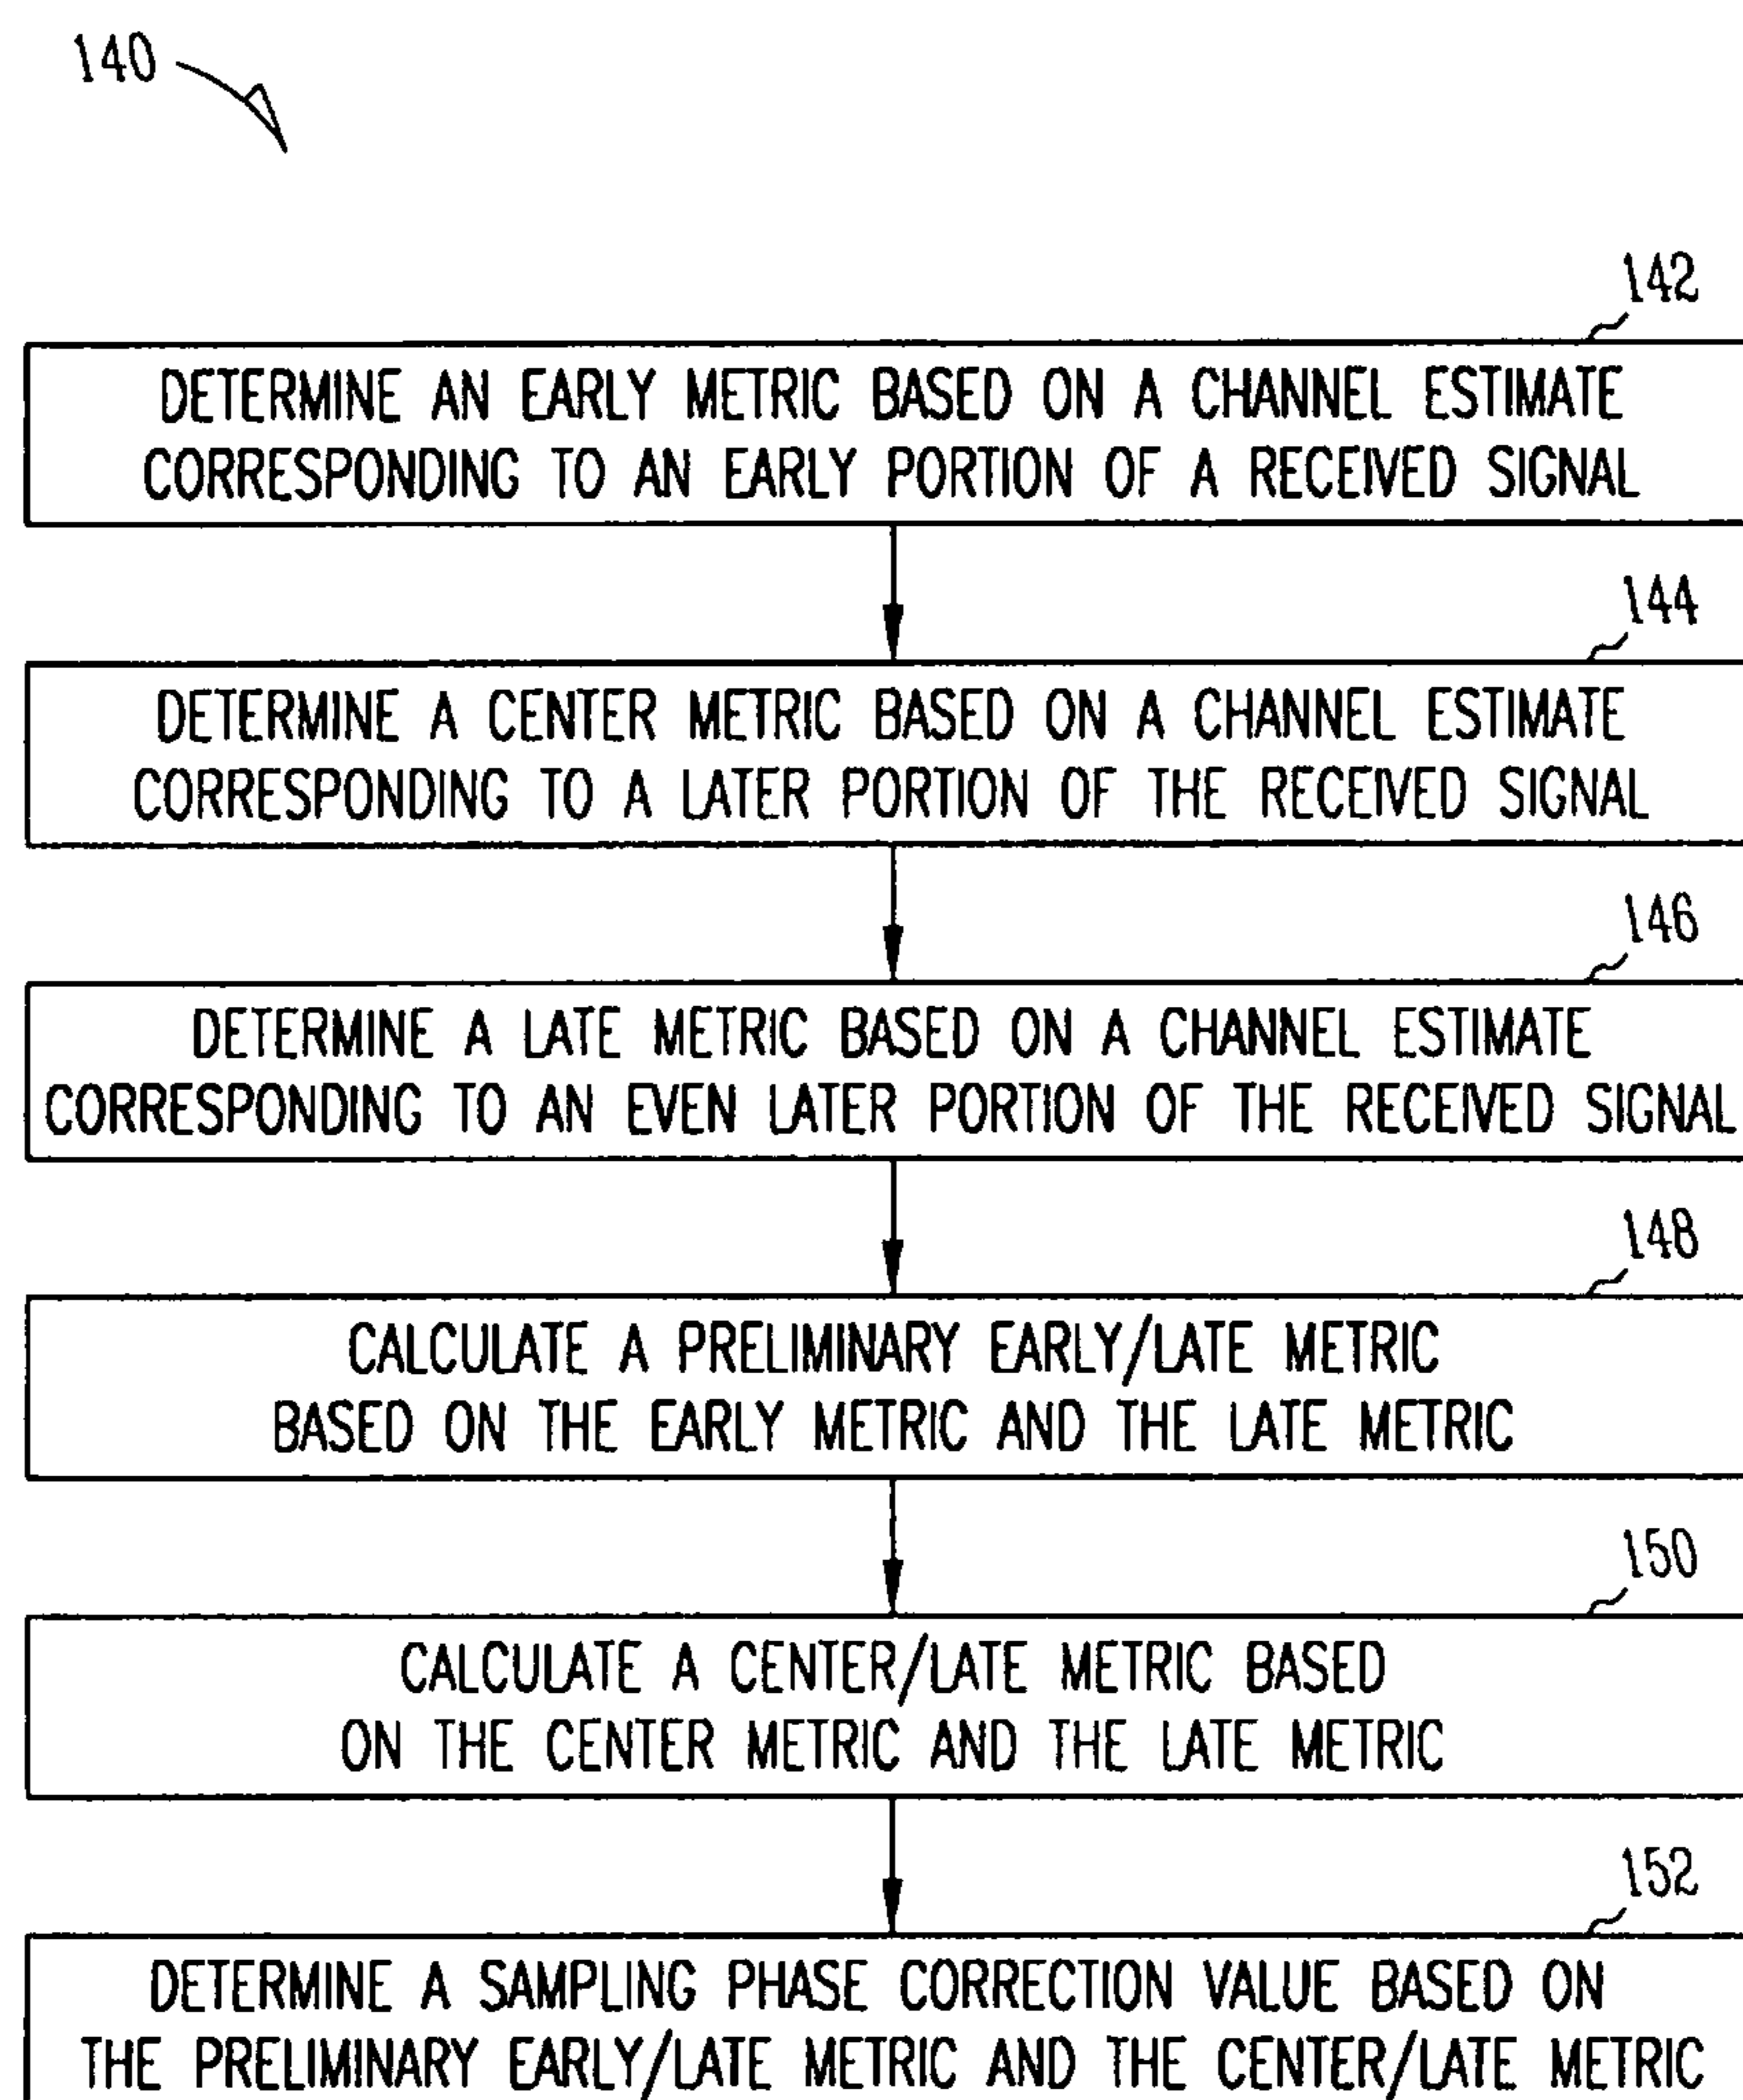 140
142
DETERMINE AN EARLY METRIC BASED ON A CHANNEL ESTIMATE
CORRESPONDING TO AN EARLY PORTION OF A RECEIVED SIGNAL
144
DETERMINE A CENTER METRIC BASED ON A CHANNEL ESTIMATE
CORRESPONDING TO A LATER PORTION OF THE RECEIVED SIGNAL
146
DETERMINE A LATE METRIC BASED ON A CHANNEL ESTIMATE
CORRESPONDING TO AN EVEN LATER PORTION OF THE RECEIVED SIGNAL
148
CALCULATE A PRELIMINARY EARLY/LATE METRIC
BASED ON THE EARLY METRIC AND THE LATE METRIC
150
CALCULATE A CENTER/LATE METRIC BASED
ON THE CENTER METRIC AND THE LATE METRIC
152
DETERMINE A SAMPLING PHASE CORRECTION VALUE BASED ON
THE PRELIMINARY EARLY/LATE METRIC AND THE CENTER/LATE METRIC